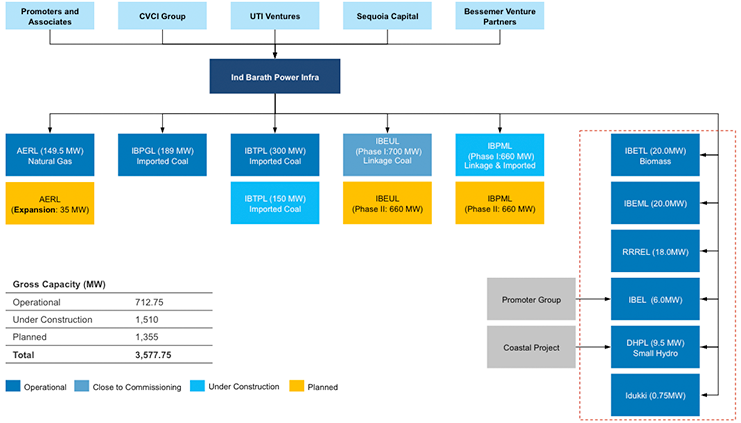 Promoters and
Associates
CVCI Group
UTI Ventures
Sequoia Capital
Bessemer Venture
Partners
Ind Barath Power Infra
AERL (149.5 MW)
Natural Gas
IBPGL (189 MW)
Imported Coal
IBTPL (300 MW)
Imported Coal
IBEUL
(Phase I:700 MW)
Linkage Coal
IBPML
(Phase I:660 MW)
Linkage & Imported
IBETL (20.0MW)
Biomass
AERL
(Expansion: 35 MW)
IBTPL (150 MW)
Imported Coal
IBEUL
(Phase II: 660 MW)
IBPML
(Phase II: 660 MW)
IBEML (20.0MW)
RRREL (18.0MW)
Promoter Group
IBEL (6.0MW)
Coastal Project
DHPL (9.5 MW)
Small Hydro
Idukki (0.75MW)
Gross Capacity (MW)
Operational 712.75
Under Construction 1,510
Planned 1,355
Total 3,577.75
Operational Close to Commissioning Under Construction Planned